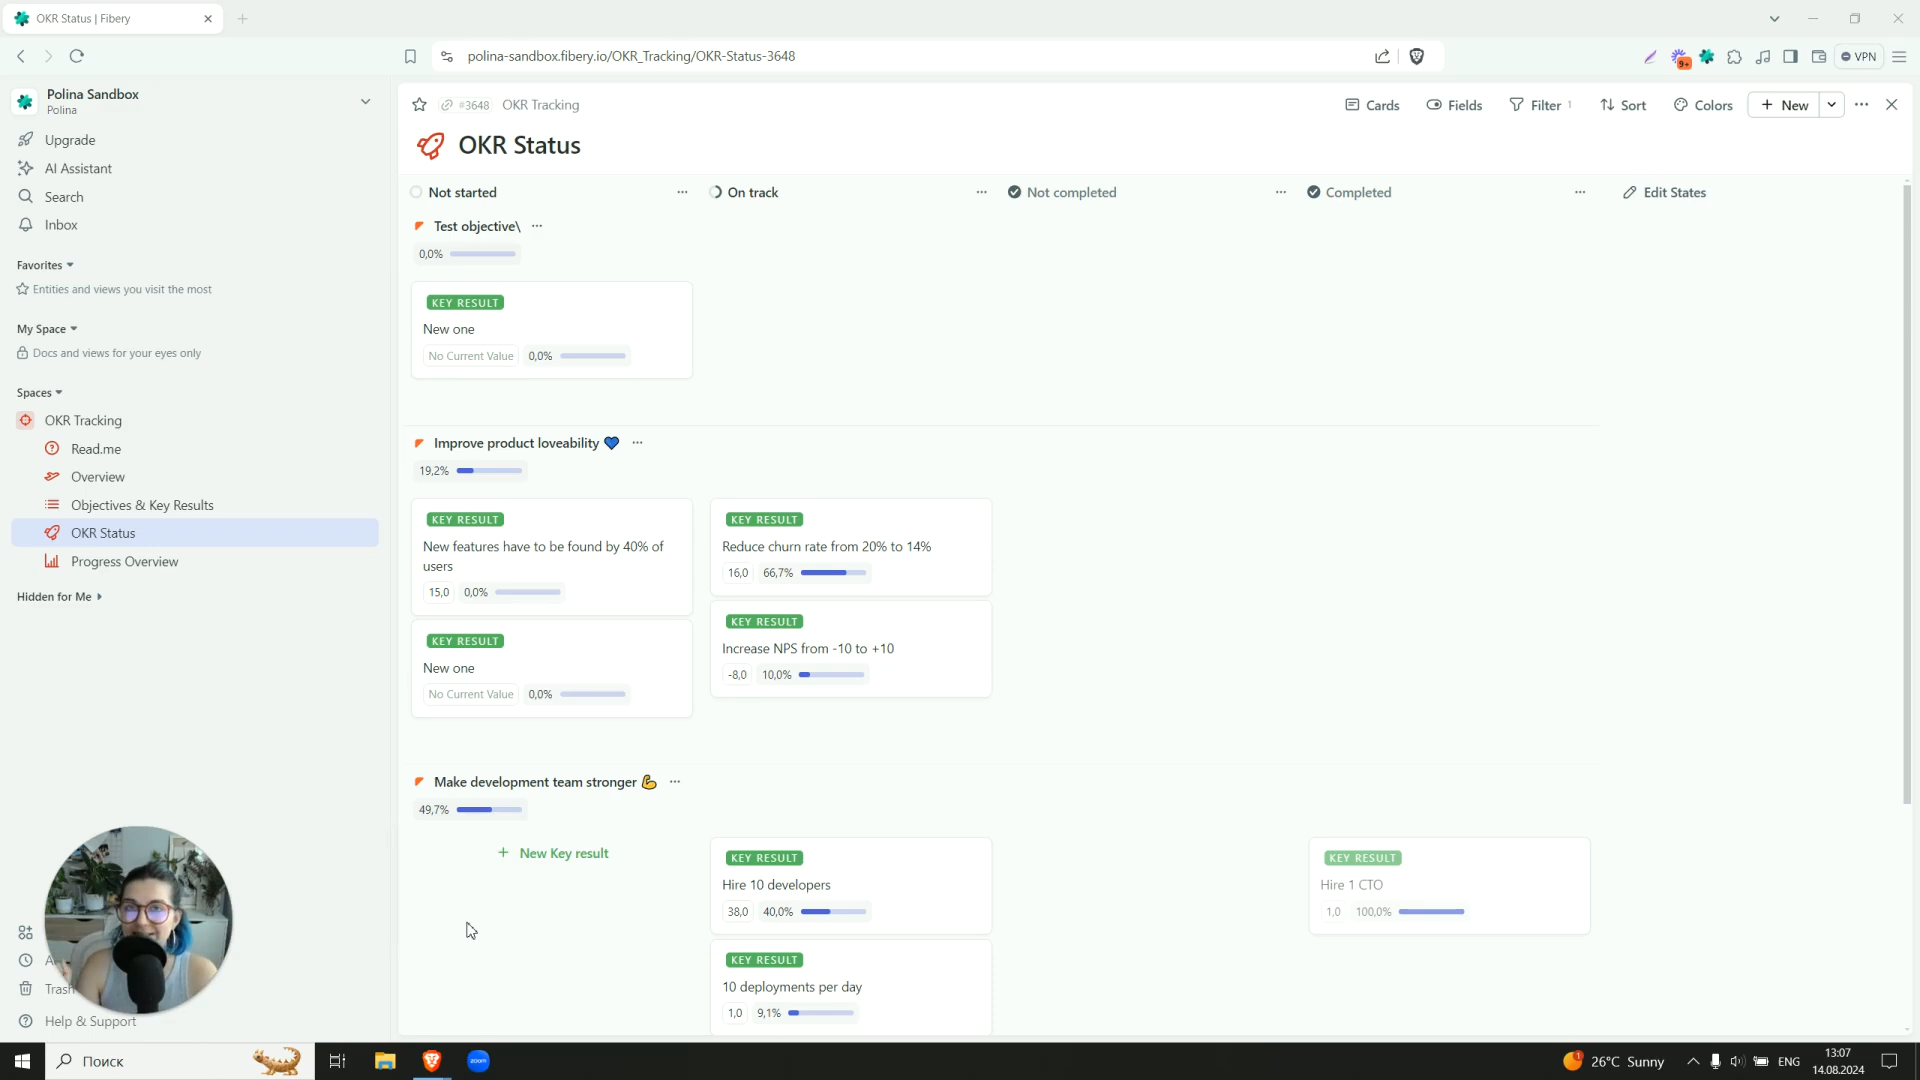 OKR Status | Fibery
polina-sandbox.fibery.io/OKR_Tracking/OKR-Status-3648
9+
VPN
Polina Sandbox
Polina
Upgrade
AI Assistant
Search
Inbox
Favorites
Entities and views you visit the most
My Space
Docs and views for your eyes only
Spaces
OKR Tracking
Read.me
Overview
Objectives & Key Results
OKR Status
Progress Overview
Hidden for Me
Trash
Help & Support
#3648 OKR Tracking
Cards Fields Filter 1 Sort Colors + New
OKR Status
Not started On track Not completed Completed Edit States
Test objective\
0,0%
KEY RESULT
New one
No Current Value 0,0%
Improve product loveability 💙
19,2%
KEY RESULT
New features have to be found by 40% of
users
15,0 0,0%
KEY RESULT
New one
No Current Value 0,0%
KEY RESULT
Reduce churn rate from 20% to 14%
16,0 66,7%
KEY RESULT
Increase NPS from -10 to +10
-8,0 10,0%
Make development team stronger 💪
49,7%
+ New Key result
KEY RESULT
Hire 10 developers
38,0 40,0%
KEY RESULT
10 deployments per day
1,0 9,1%
KEY RESULT
Hire 1 CTO
1,0 100,0%
Поиск
zoom
1
26°C Sunny
ENG
13:07
14.08.2024